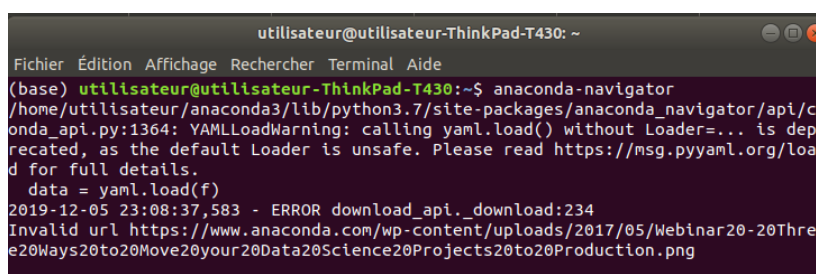 utilisateur@utilisateur-ThinkPad-T430: ~
Fichier Édition Affichage Rechercher Terminal Aide
(base) utilisateur@utilisateur-ThinkPad-T430:~$ anaconda-navigator
/home/utilisateur/anaconda3/lib/python3.7/site-packages/anaconda_navigator/api/c
onda_api.py:1364: YAMLLoadWarning: calling yaml.load() without Loader=... is dep
recated, as the default Loader is unsafe. Please read https://msg.pyyaml.org/loa
d for full details.
  data = yaml.load(f)
2019-12-05 23:08:37,583 - ERROR download_api._download:234
Invalid url https://www.anaconda.com/wp-content/uploads/2017/05/Webinar20-20Thre
e20Ways20to20Move20your20Data20Science20Projects20to20Production.png